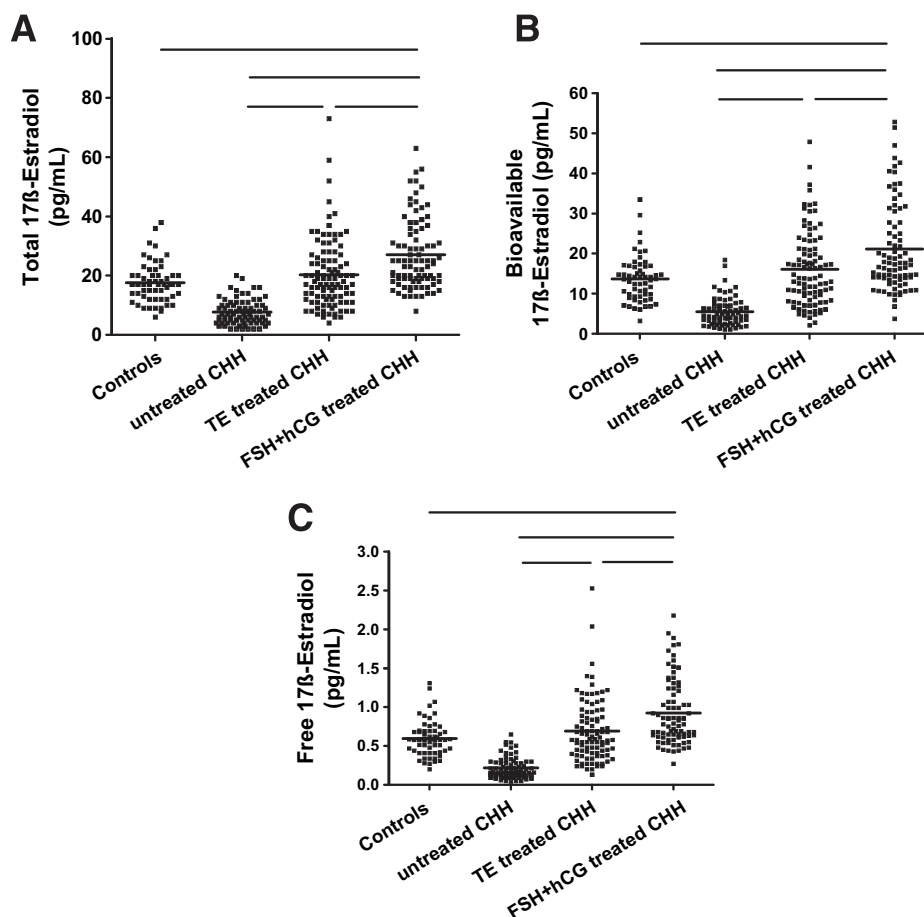 A
Total 17ß-Estradiol
(pg/mL)
100
80
60
40
20
0
Controls
untreated CHH
TE treated CHH
FSH+hCG treated CHH
B
Bioavailable
17ß-Estradiol (pg/mL)
60
50
40
30
20
10
0
Controls
untreated CHH
TE treated CHH
FSH+hCG treated CHH
C
Free 17ß-Estradiol
(pg/mL)
3.0
2.5
2.0
1.5
1.0
0.5
0.0
Controls
untreated CHH
TE treated CHH
FSH+hCG treated CHH